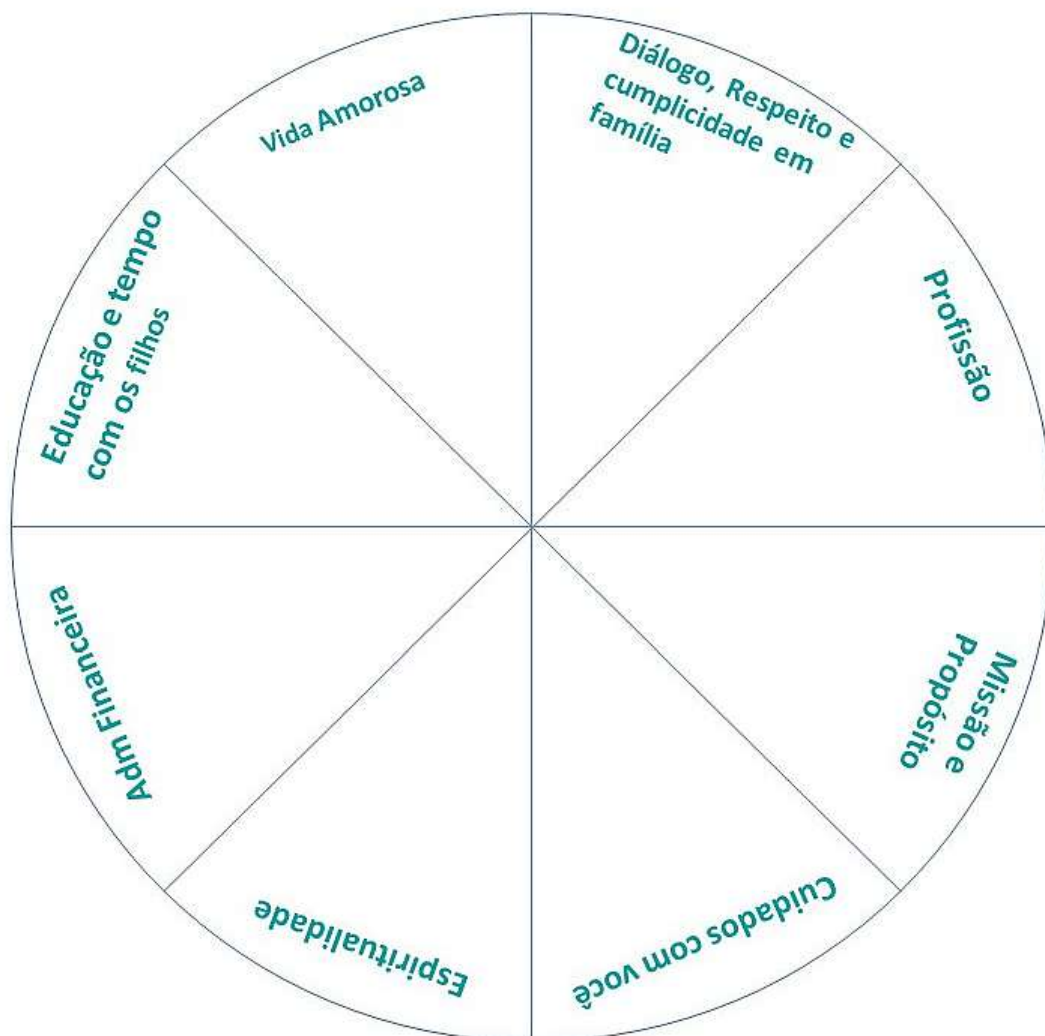 Diálogo, Respeito e
cumplicidade em
família
Profissão
Missão e
Propósito
Cuidados com você
Espiritualidade
Adm Financeira
Educação e tempo
com os filhos
Vida Amorosa